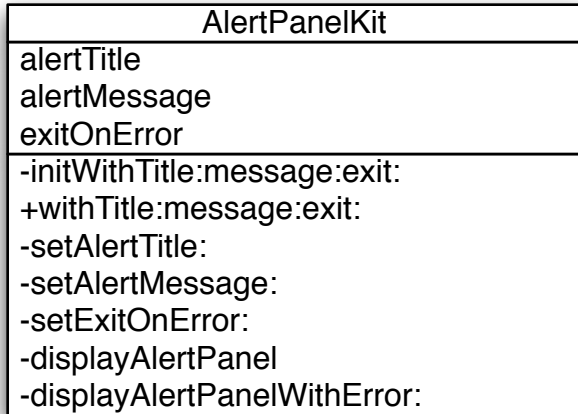 AlertPanelKit
alertTitle
alertMessage
exitOnError
-initWithTitle:message:exit:
+withTitle:message:exit:
-setAlertTitle:
-setAlertMessage:
-setExitOnError:
-displayAlertPanel
-displayAlertPanelWithError: